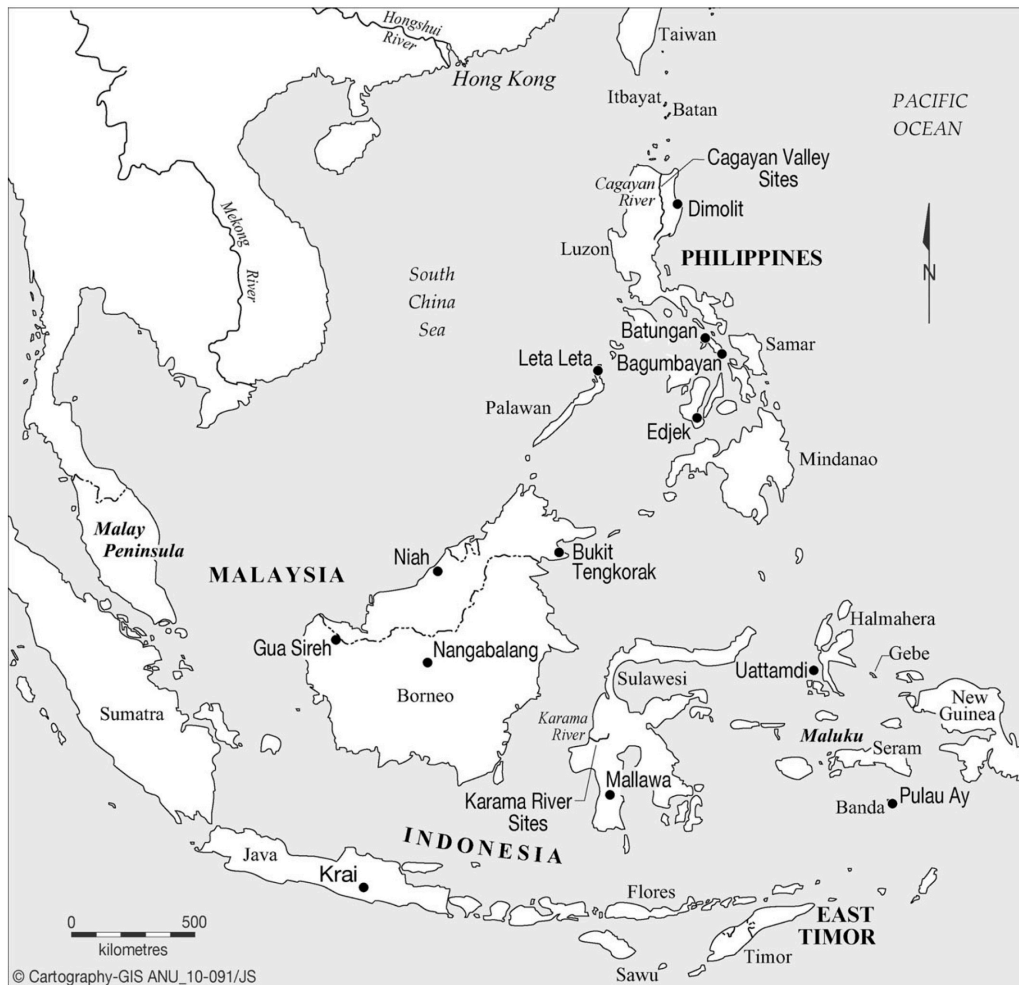 Hongshui
River
Hong Kong
Taiwan
Itbayat
Batan
PACIFIC
OCEAN
Cagayan Valley
Sites
Cagayan
River
Dimolit
Luzon
PHILIPPINES
N
Mekong
River
South
China
Sea
Batungan
Samar
Leta Leta
Bagumbayan
Palawan
Edjek
Mindanao
Malay
Peninsula
Niah
Bukit
Tengkorak
MALAYSIA
Gua Sireh
Nangabalang
Borneo
Sumatra
Halmahera
Gebe
Uattamdi
Sulawesi
New
Guinea
Karama
River
Maluku
Seram
Mallawa
Karama River
Sites
Banda
Pulau Ay
INDONESIA
Java
Krai
Flores
EAST
TIMOR
Timor
Sawu
0 500
kilometres
© Cartography-GIS ANU_10-091/JS